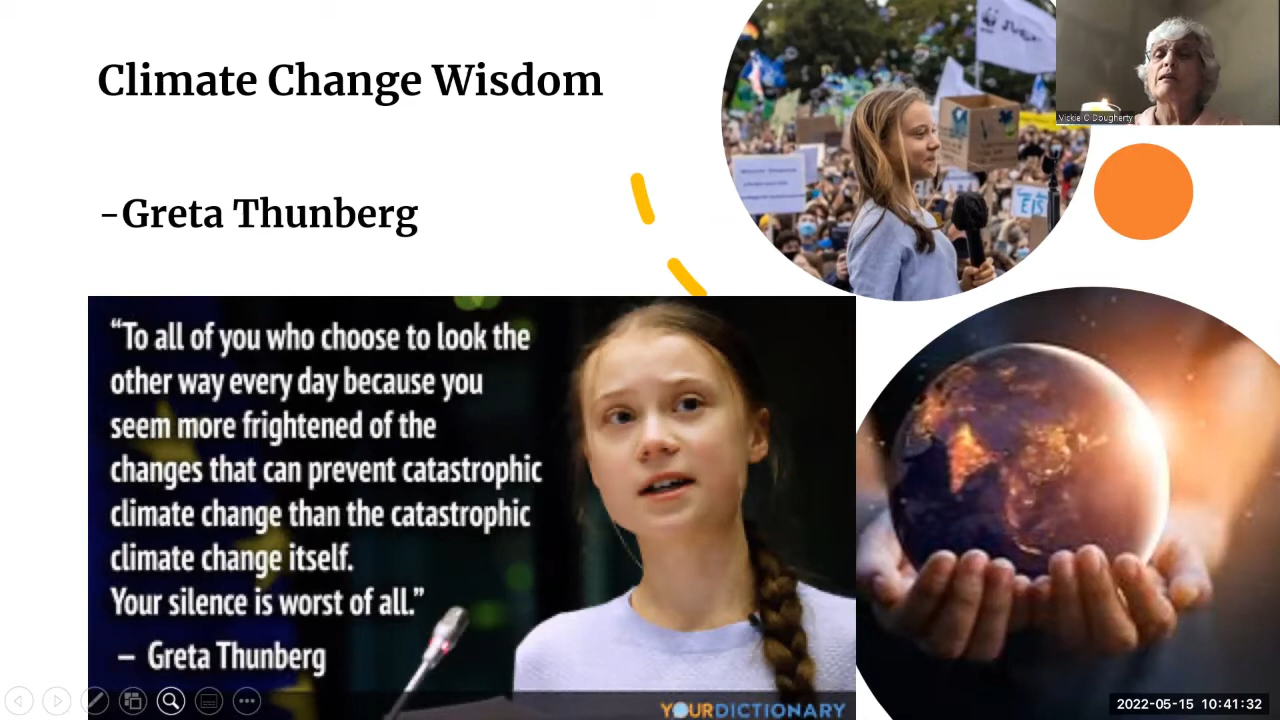 Climate Change Wisdom
-Greta Thunberg
Vickie C Dougherty
“To all of you who choose to look the
other way every day because you
seem more frightened of the
changes that can prevent catastrophic
climate change than the catastrophic
climate change itself.
Your silence is worst of all.”
– Greta Thunberg
YOURDICTIONARY
2022-05-15 10:41:32